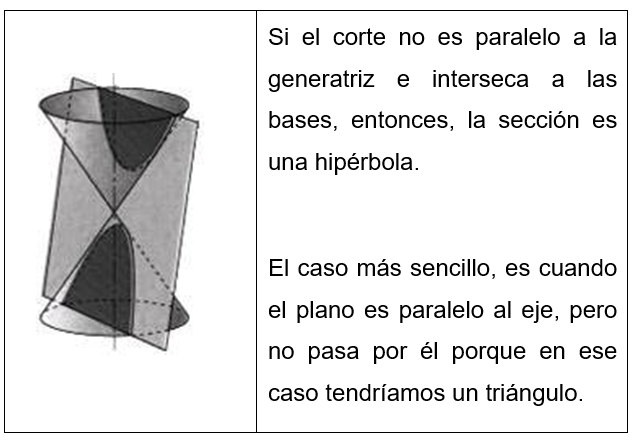 Si el corte no es paralelo a la
generatriz e interseca a las
bases, entonces, la sección es
una hipérbola.
El caso más sencillo, es cuando
el plano es paralelo al eje, pero
no pasa por él porque en ese
caso tendríamos un triángulo.